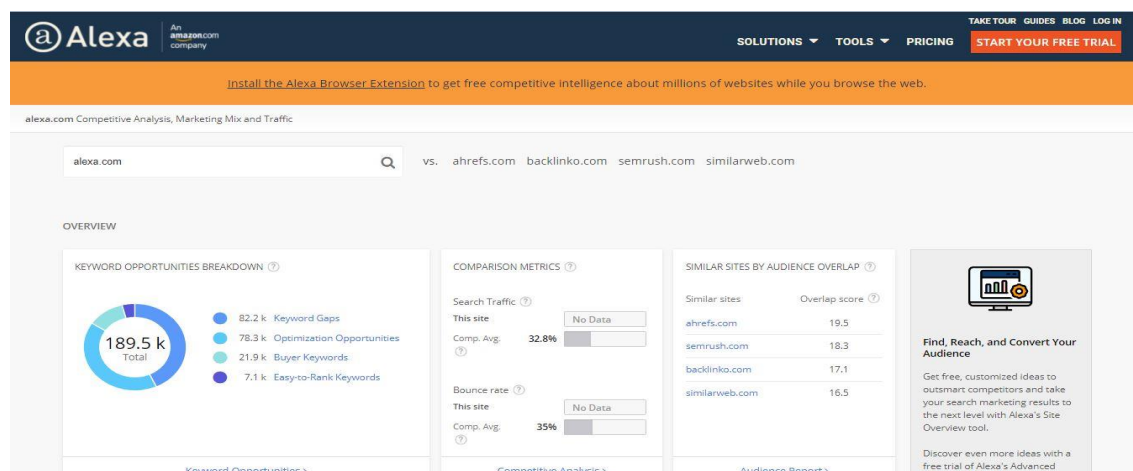 TAKE TOUR GUIDES BLOG LOG IN
a Alexa An amazon.com company
SOLUTIONS TOOLS PRICING START YOUR FREE TRIAL
Install the Alexa Browser Extension to get free competitive intelligence about millions of websites while you browse the web.
alexa.com Competitive Analysis, Marketing Mix and Traffic
alexa.com vs. ahrefs.com backlinko.com semrush.com similarweb.com
OVERVIEW
KEYWORD OPPORTUNITIES BREAKDOWN ?
189.5 k
Total
82.2 k Keyword Gaps
78.3 k Optimization Opportunities
21.9 k Buyer Keywords
7.1 k Easy-to-Rank Keywords
Keyword Opportunities >
COMPARISON METRICS ?
Search Traffic ?
This site No Data
Comp. Avg. 32.8%
?
Bounce rate ?
This site No Data
Comp. Avg. 35%
?
Competitive Analysis >
SIMILAR SITES BY AUDIENCE OVERLAP ?
Similar sites Overlap score ?
ahrefs.com 19.5
semrush.com 18.3
backlinko.com 17.1
similarweb.com 16.5
Audience Report >
Find, Reach, and Convert Your
Audience
Get free, customized ideas to
outsmart competitors and take
your search marketing results to
the next level with Alexa's Site
Overview tool.
Discover even more ideas with a
free trial of Alexa's Advanced